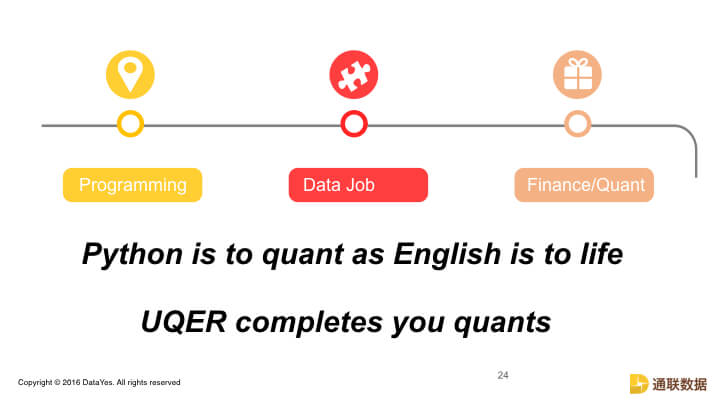 Programming
Data Job
Finance/Quant
Python is to quant as English is to life
UQER completes you quants
Copyright © 2016 DataYes. All rights reserved
24
通联数据